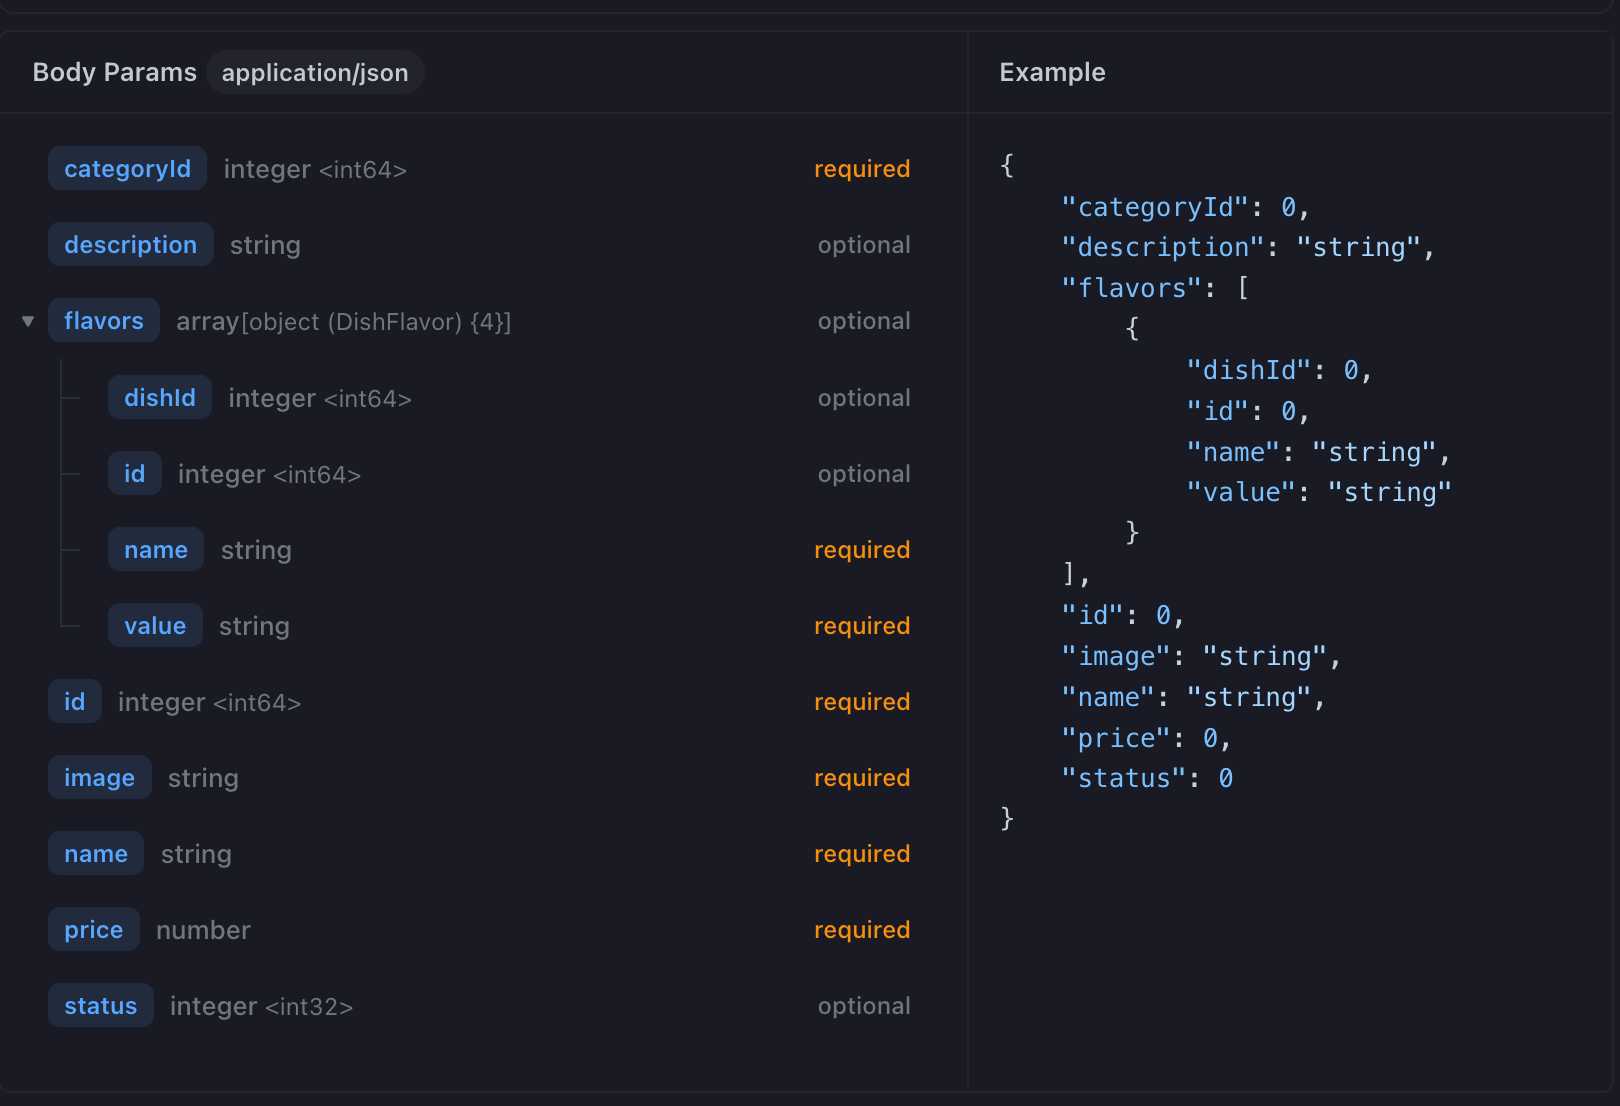 Body Params application/json
categoryId integer <int64> required
description string optional
flavors array[object (DishFlavor) {4}] optional
dishId integer <int64> optional
id integer <int64> optional
name string required
value string required
id integer <int64> required
image string required
name string required
price number required
status integer <int32> optional
Example
{
    "categoryId": 0,
    "description": "string",
    "flavors": [
        {
            "dishId": 0,
            "id": 0,
            "name": "string",
            "value": "string"
        }
    ],
    "id": 0,
    "image": "string",
    "name": "string",
    "price": 0,
    "status": 0
}